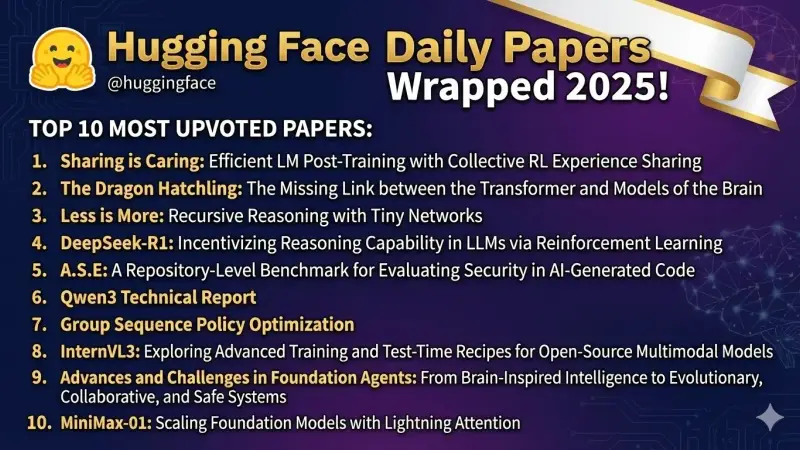 Hugging Face Daily Papers
@huggingface
Wrapped 2025!
TOP 10 MOST UPVOTED PAPERS:
1. Sharing is Caring: Efficient LM Post-Training with Collective RL Experience Sharing
2. The Dragon Hatchling: The Missing Link between the Transformer and Models of the Brain
3. Less is More: Recursive Reasoning with Tiny Networks
4. DeepSeek-R1: Incentivizing Reasoning Capability in LLMs via Reinforcement Learning
5. A.S.E: A Repository-Level Benchmark for Evaluating Security in AI-Generated Code
6. Qwen3 Technical Report
7. Group Sequence Policy Optimization
8. InternVL3: Exploring Advanced Training and Test-Time Recipes for Open-Source Multimodal Models
9. Advances and Challenges in Foundation Agents: From Brain-Inspired Intelligence to Evolutionary,
Collaborative, and Safe Systems
10. MiniMax-01: Scaling Foundation Models with Lightning Attention